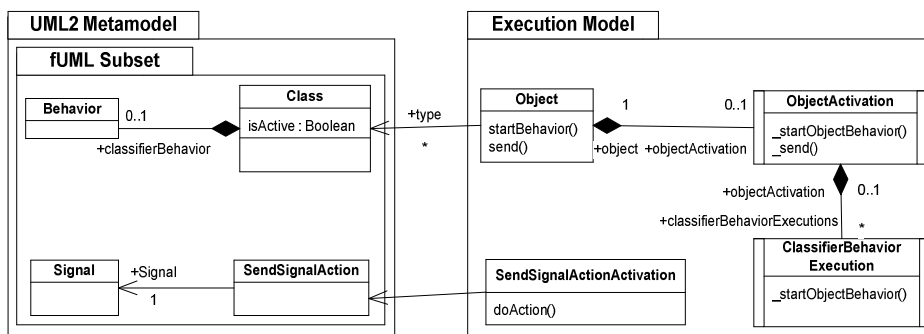 UML2 Metamodel
fUML Subset
Behavior
0..1
+classifierBehavior
Class
isActive : Boolean
Signal
+Signal
1
SendSignalAction
+type
*
Execution Model
Object
startBehavior()
send()
1
+object
0..1
+objectActivation
ObjectActivation
_startObjectBehavior()
_send()
+objectActivation
0..1
+classifierBehaviorExecutions
*
ClassifierBehavior
Execution
_startObjectBehavior()
SendSignalActionActivation
doAction()